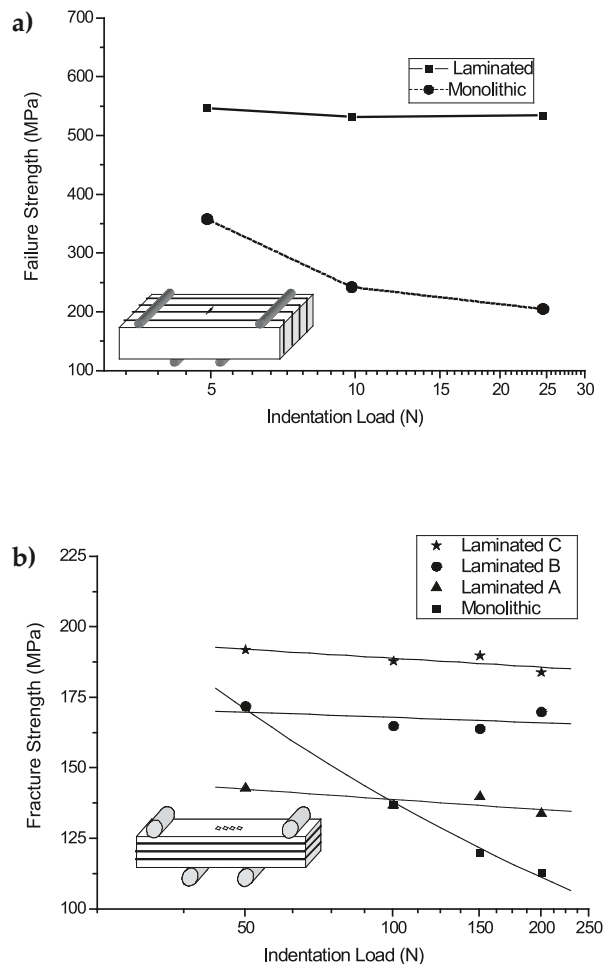 a)
700
600
500
400
300
200
100
Failure Strength (MPa)
Laminated
Monolithic
5
10
15
20
25
30
Indentation Load (N)
b)
225
200
175
150
125
100
Fracture Strength (MPa)
Laminated C
Laminated B
Laminated A
Monolithic
50
100
150
200
250
Indentation Load (N)